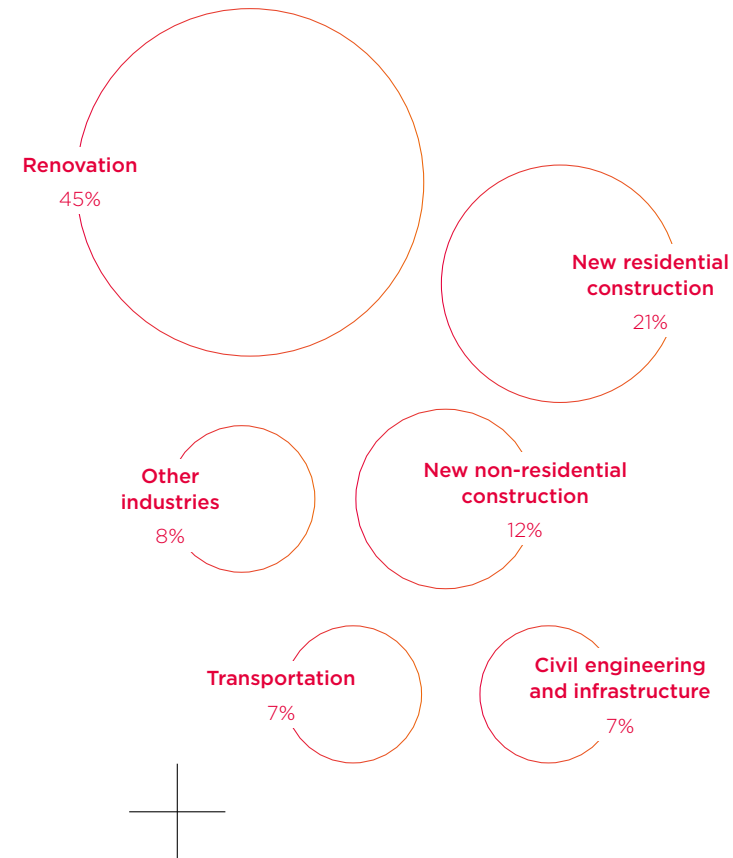 Renovation
45%
New residential
construction
21%
Other
industries
8%
New non-residential
construction
12%
Transportation
7%
Civil engineering
and infrastructure
7%